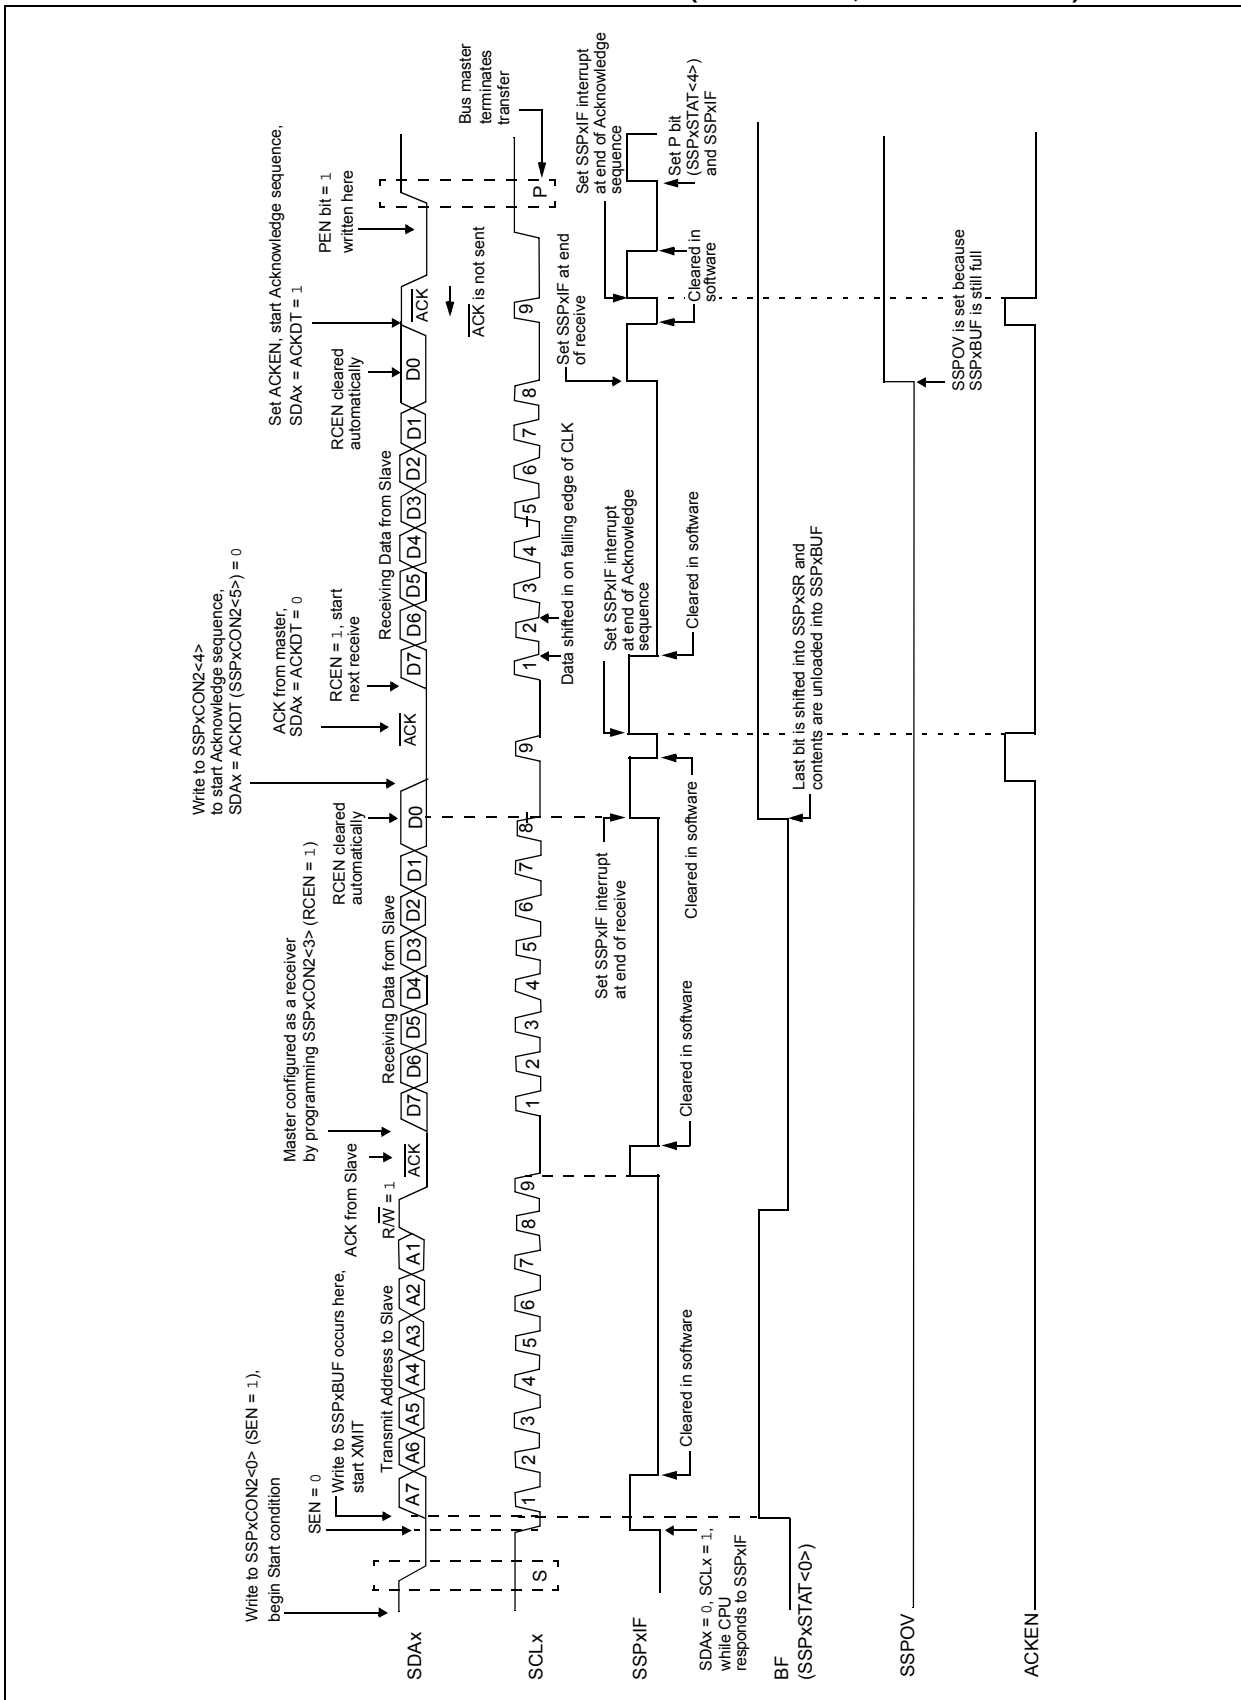 Write to SSPxCON2<0> (SEN = 1),
begin Start condition
SEN = 0
Write to SSPxBUF occurs here,
start XMIT
Transmit Address to Slave
R/W = 1
ACK from Slave
Master configured as a receiver
by programming SSPxCON2<3> (RCEN = 1)
Receiving Data from Slave
RCEN cleared
automatically
Write to SSPxCON2<4>
to start Acknowledge sequence,
SDAx = ACKDT (SSPxCON2<5>) = 0
ACK from master,
SDAx = ACKDT = 0
RCEN = 1, start
next receive
Receiving Data from Slave
RCEN cleared
automatically
Set ACKEN, start Acknowledge sequence,
SDAx = ACKDT = 1
PEN bit = 1
written here
SDAx
A7 A6 A5 A4 A3 A2 A1
ACK
D7 D6 D5 D4 D3 D2 D1 D0
ACK
D7 D6 D5 D4 D3 D2 D1 D0
ACK
ACK is not sent
Bus master
terminates
transfer
SCLx
S
1 2 3 4 5 6 7 8 9
1 2 3 4 5 6 7 8
9
1 2 3 4 5 6 7 8
9
P
Data shifted in on falling edge of CLK
Set SSPxIF interrupt
at end of receive
Set SSPxIF interrupt
at end of Acknowledge
sequence
Set SSPxIF at end
of receive
Set SSPxIF interrupt
at end of Acknowledge
sequence
SSPxIF
SDAx = 0, SCLx = 1,
while CPU
responds to SSPxIF
Cleared in software
Cleared in software
Cleared in software
Cleared in software
Cleared in
software
Set P bit
(SSPxSTAT<4>)
and SSPxIF
BF
(SSPxSTAT<0>)
Last bit is shifted into SSPxSR and
contents are unloaded into SSPxBUF
SSPOV
SSPOV is set because
SSPxBUF is still full
ACKEN